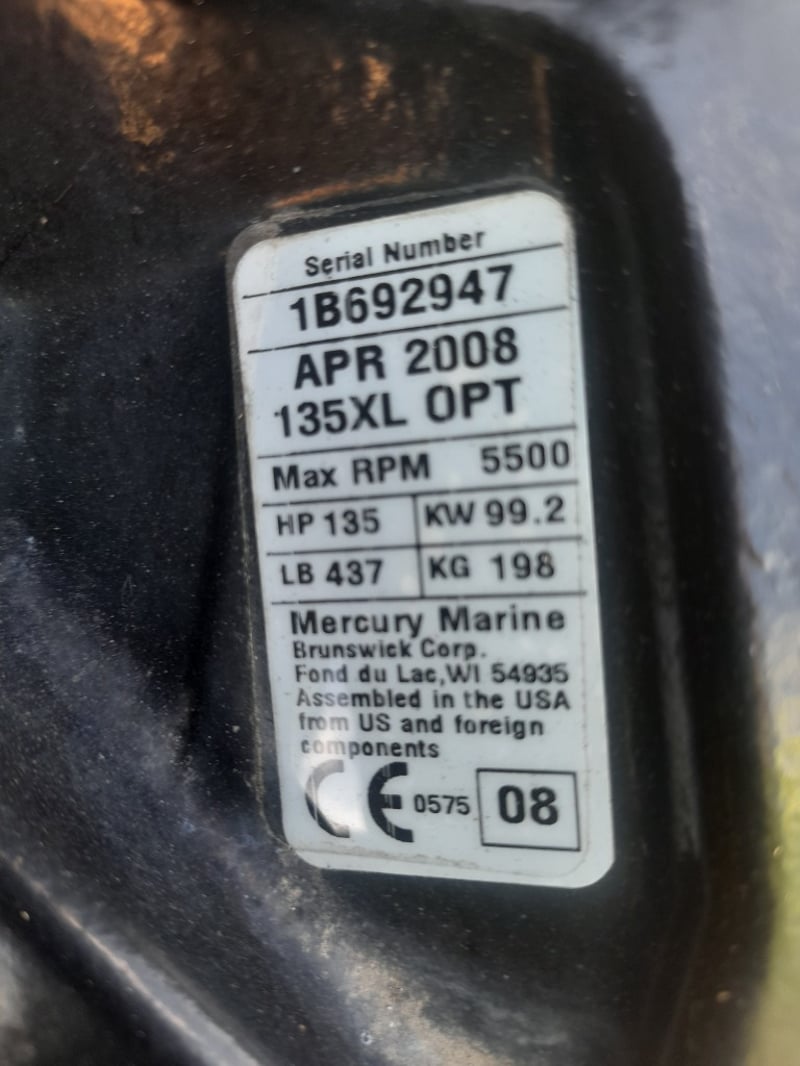 Serial Number
1B692947
APR 2008
135XL OPT
Max RPM 5500
HP 135 KW 99.2
LB 437 KG 198
Mercury Marine
Brunswick Corp.
Fond du Lac,WI 54935
Assembled in the USA
from US and foreign
components
CE 0575 08